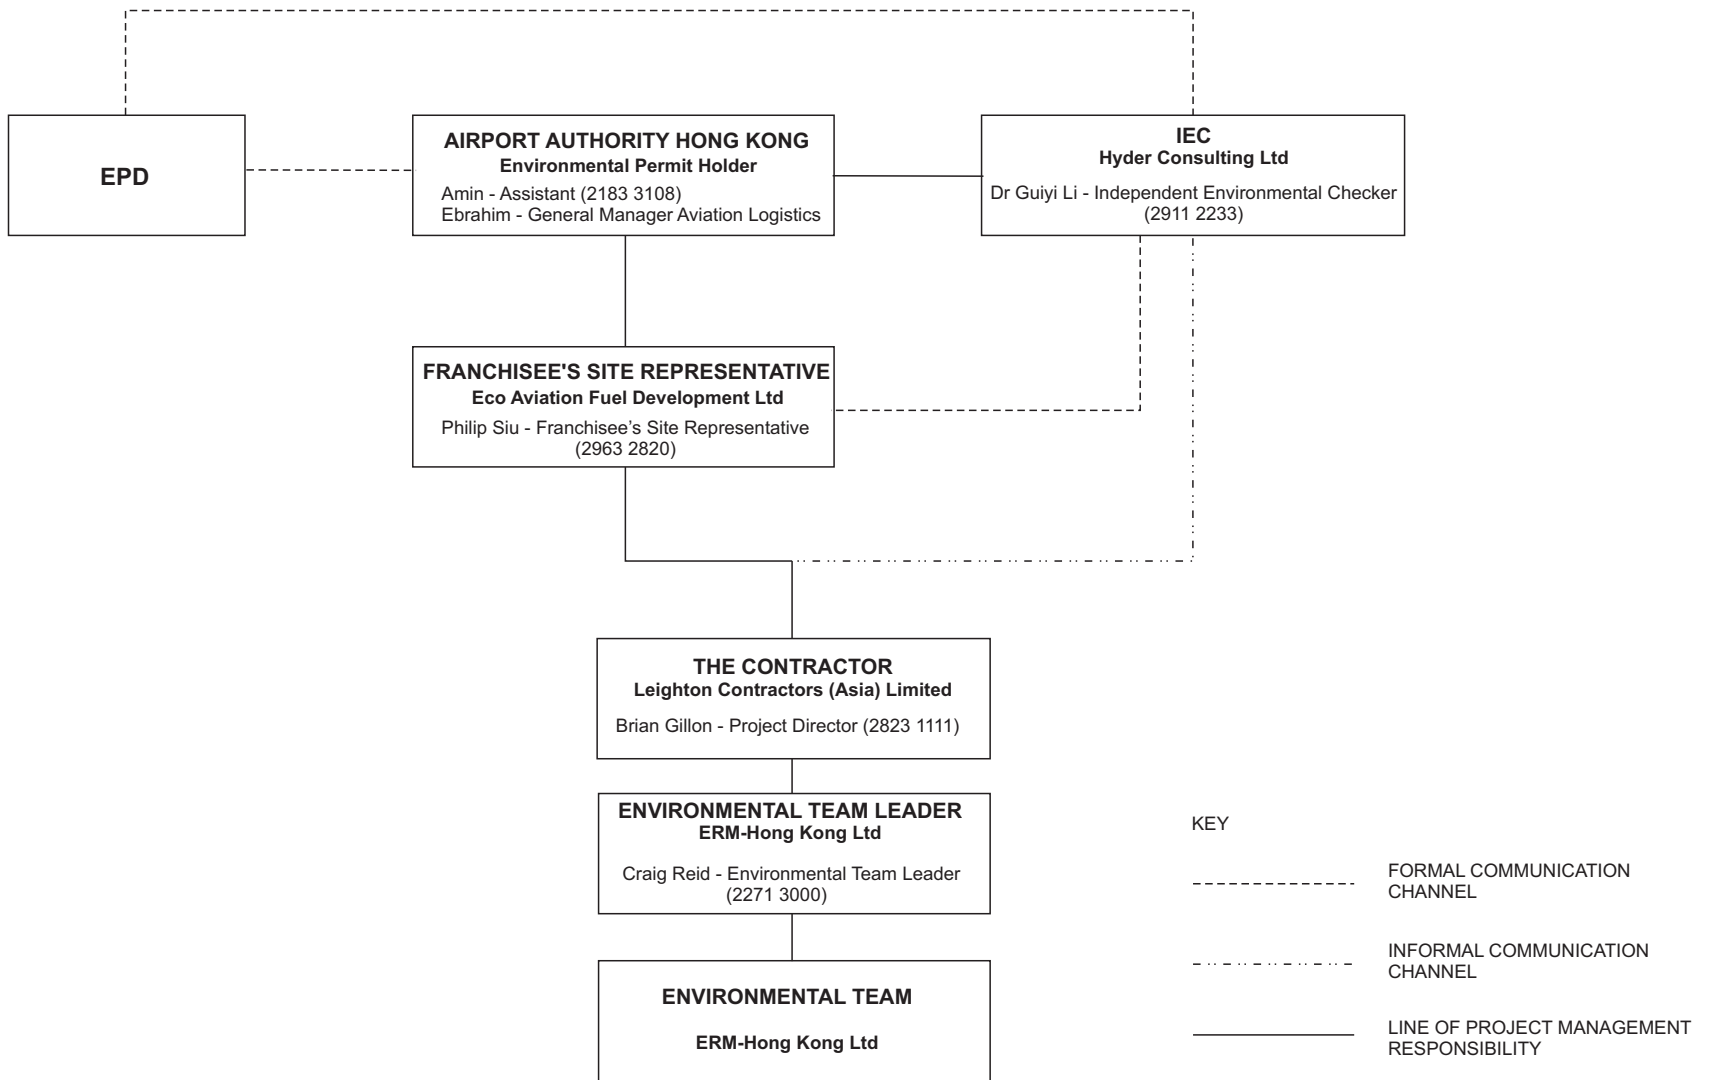 EPD
AIRPORT AUTHORITY HONG KONG
Environmental Permit Holder
Amin - Assistant (2183 3108)
Ebrahim - General Manager Aviation Logistics
IEC
Hyder Consulting Ltd
Dr Guiyi Li - Independent Environmental Checker
(2911 2233)
FRANCHISEE'S SITE REPRESENTATIVE
Eco Aviation Fuel Development Ltd
Philip Siu - Franchisee’s Site Representative
(2963 2820)
THE CONTRACTOR
Leighton Contractors (Asia) Limited
Brian Gillon - Project Director (2823 1111)
ENVIRONMENTAL TEAM LEADER
ERM-Hong Kong Ltd
Craig Reid - Environmental Team Leader
(2271 3000)
ENVIRONMENTAL TEAM
ERM-Hong Kong Ltd
KEY
FORMAL COMMUNICATION
CHANNEL
INFORMAL COMMUNICATION
CHANNEL
LINE OF PROJECT MANAGEMENT
RESPONSIBILITY